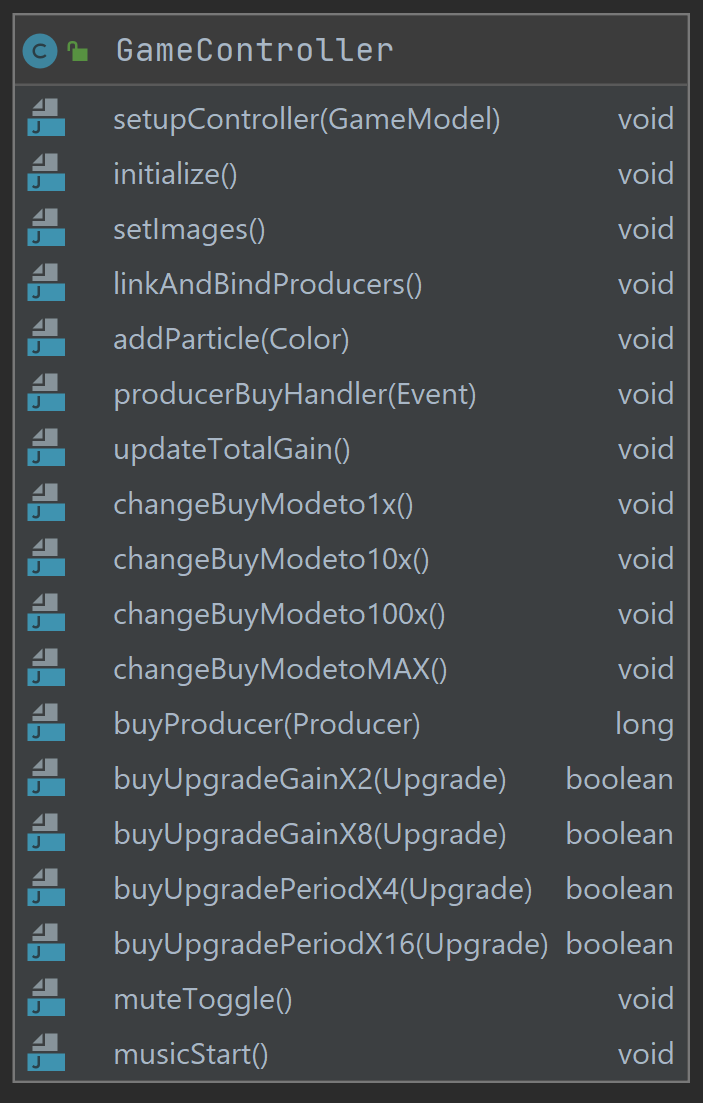 C GameController
J setupController(GameModel) void
J initialize() void
J setImages() void
J linkAndBindProducers() void
J addParticle(Color) void
J producerBuyHandler(Event) void
J updateTotalGain() void
J changeBuyModeto1x() void
J changeBuyModeto10x() void
J changeBuyModeto100x() void
J changeBuyModetoMAX() void
J buyProducer(Producer) long
J buyUpgradeGainX2(Upgrade) boolean
J buyUpgradeGainX8(Upgrade) boolean
J buyUpgradePeriodX4(Upgrade) boolean
J buyUpgradePeriodX16(Upgrade) boolean
J muteToggle() void
J musicStart() void